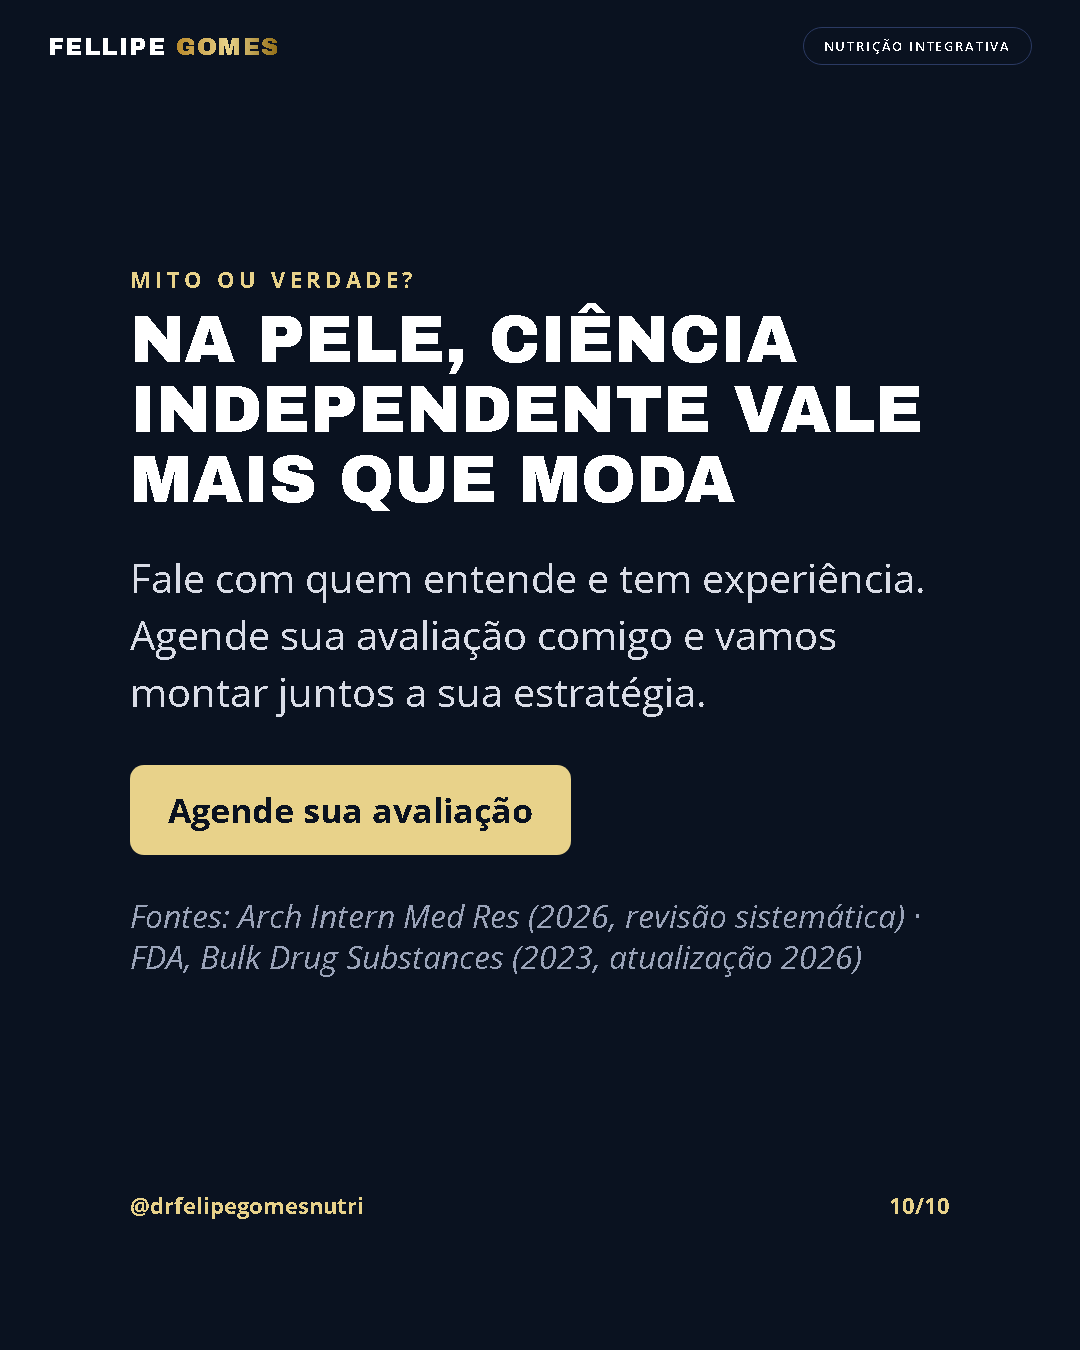 FELLIPE GOMES
NUTRIÇÃO INTEGRATIVA
MITO OU VERDADE?
NA PELE, CIÊNCIA
INDEPENDENTE VALE
MAIS QUE MODA
Fale com quem entende e tem experiência.
Agende sua avaliação comigo e vamos
montar juntos a sua estratégia.
Agende sua avaliação
Fontes: Arch Intern Med Res (2026, revisão sistemática) ·
FDA, Bulk Drug Substances (2023, atualização 2026)
@drfelipegomesnutri
10/10